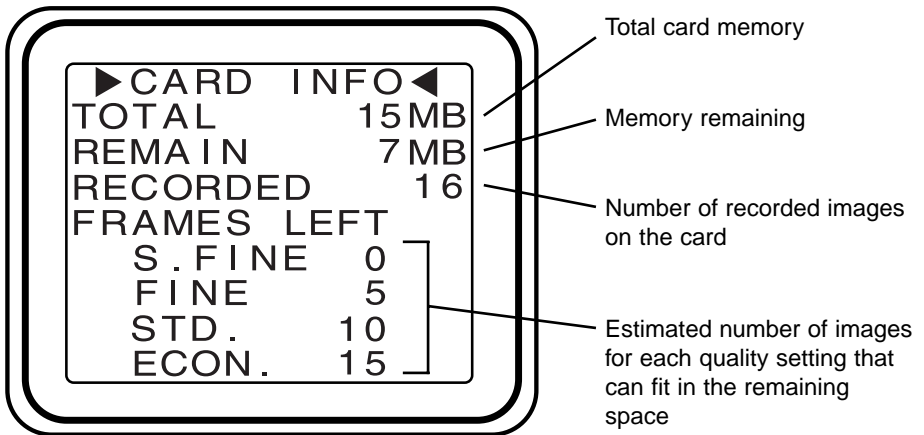 ▶CARD INFO◀
TOTAL 15MB
REMAIN 7MB
RECORDED 16
FRAMES LEFT
S.FINE 0
FINE 5
STD. 10
ECON. 15
Total card memory
Memory remaining
Number of recorded images
on the card
Estimated number of images
for each quality setting that
can fit in the remaining
space